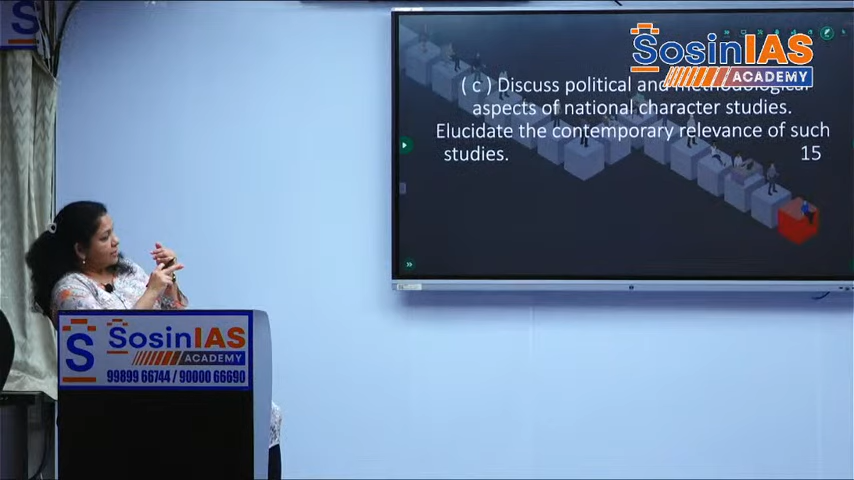 S
SosinIAS
ACADEMY
( c ) Discuss political and methodological
aspects of national character studies.
Elucidate the contemporary relevance of such
studies. 15
S
SosinIAS
ACADEMY
99899 66744 / 90000 66690